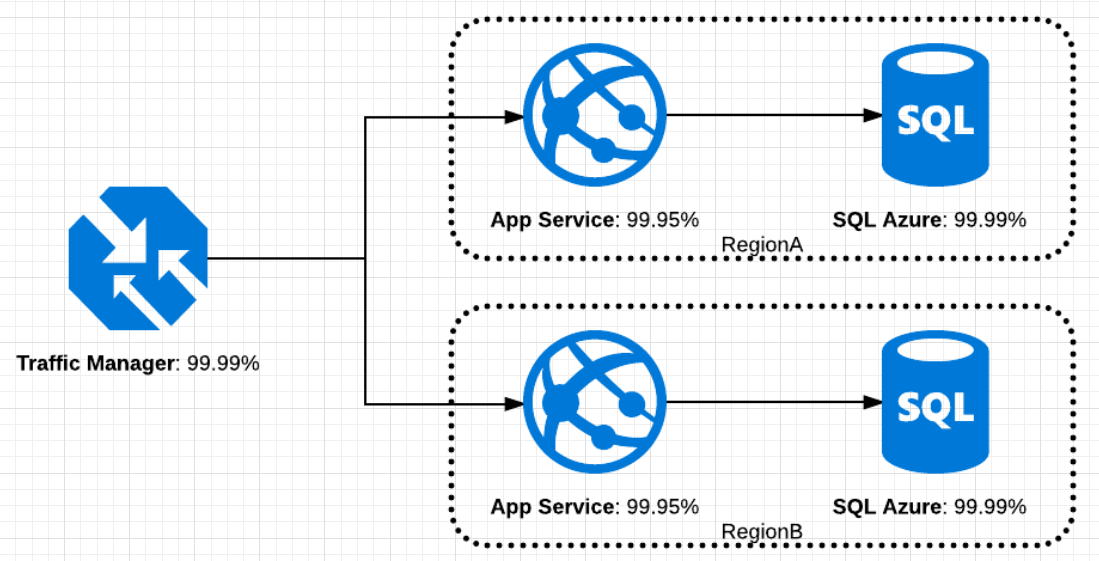 SQL
App Service: 99.95%
SQL Azure: 99.99%
RegionA
Traffic Manager: 99.99%
SQL
App Service: 99.95%
SQL Azure: 99.99%
RegionB